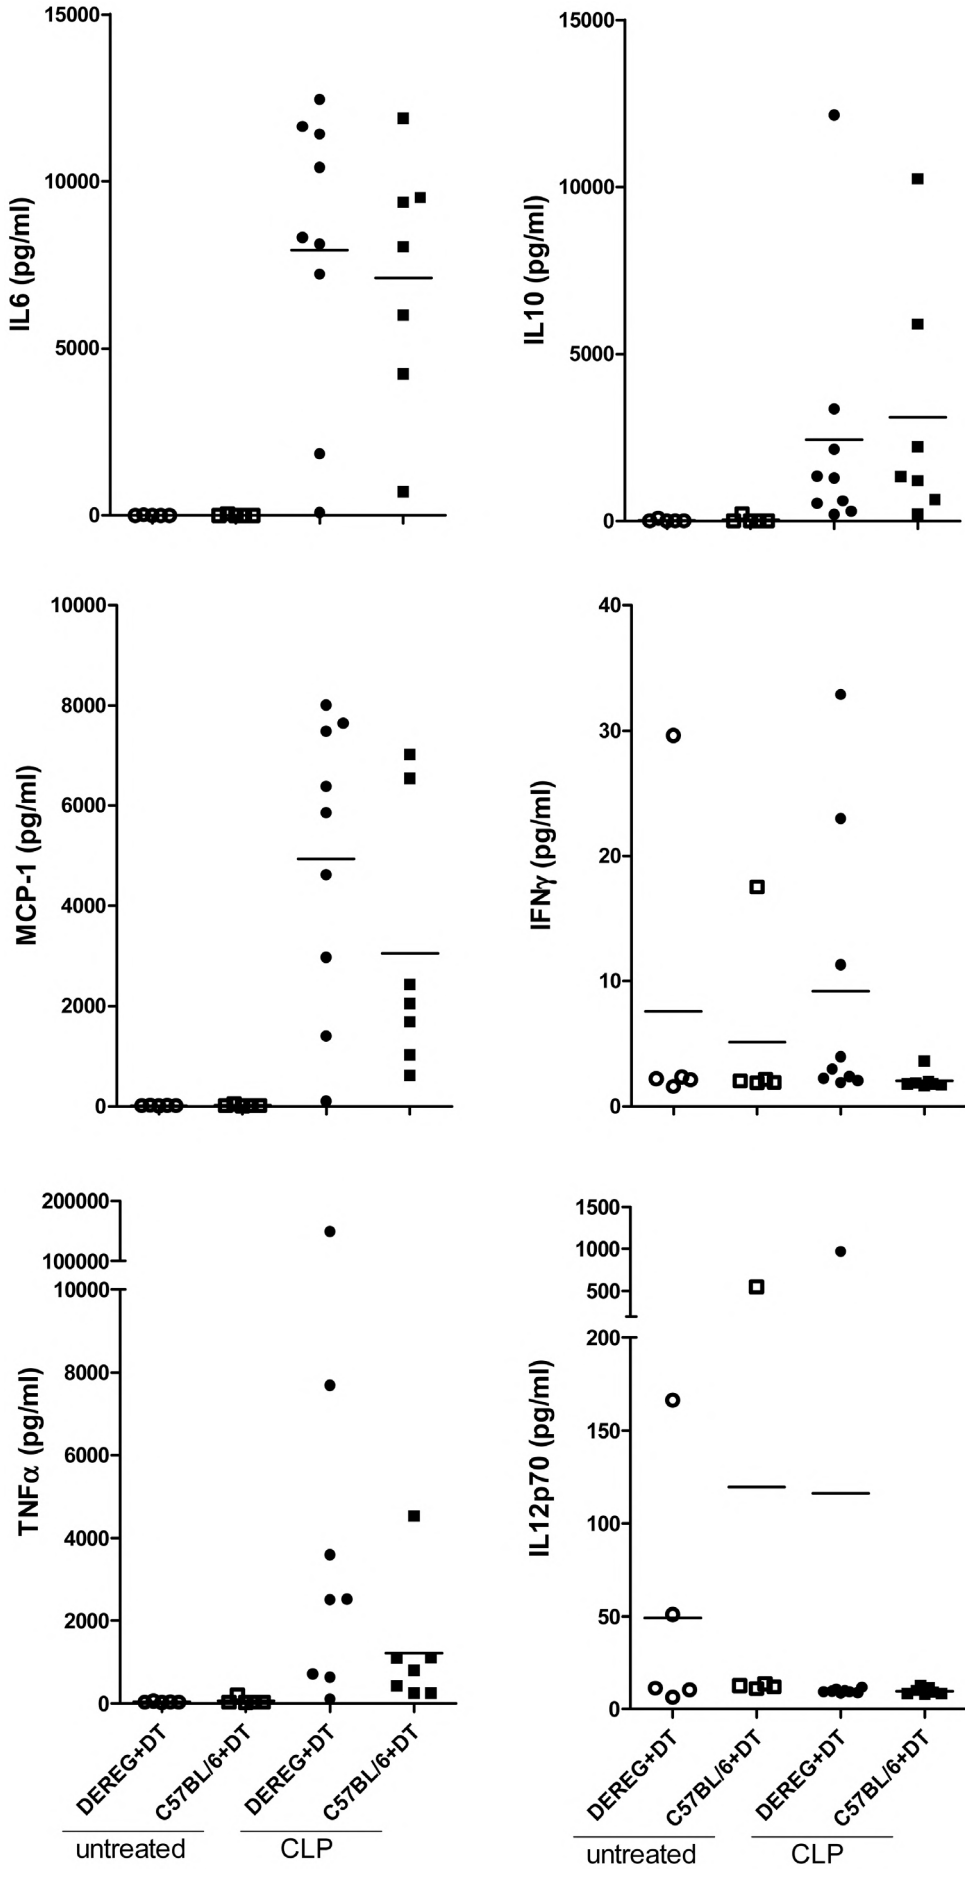 IL6 (pg/ml)
15000
10000
5000
0
IL10 (pg/ml)
15000
10000
5000
0
MCP-1 (pg/ml)
10000
8000
6000
4000
2000
0
IFNγ (pg/ml)
40
30
20
10
0
TNFα (pg/ml)
200000
100000
10000
8000
6000
4000
2000
0
DEREG+DT
C57BL/6+DT
DEREG+DT
C57BL/6+DT
untreated
CLP
IL12p70 (pg/ml)
1500
1000
500
200
150
100
50
0
DEREG+DT
C57BL/6+DT
DEREG+DT
C57BL/6+DT
untreated
CLP